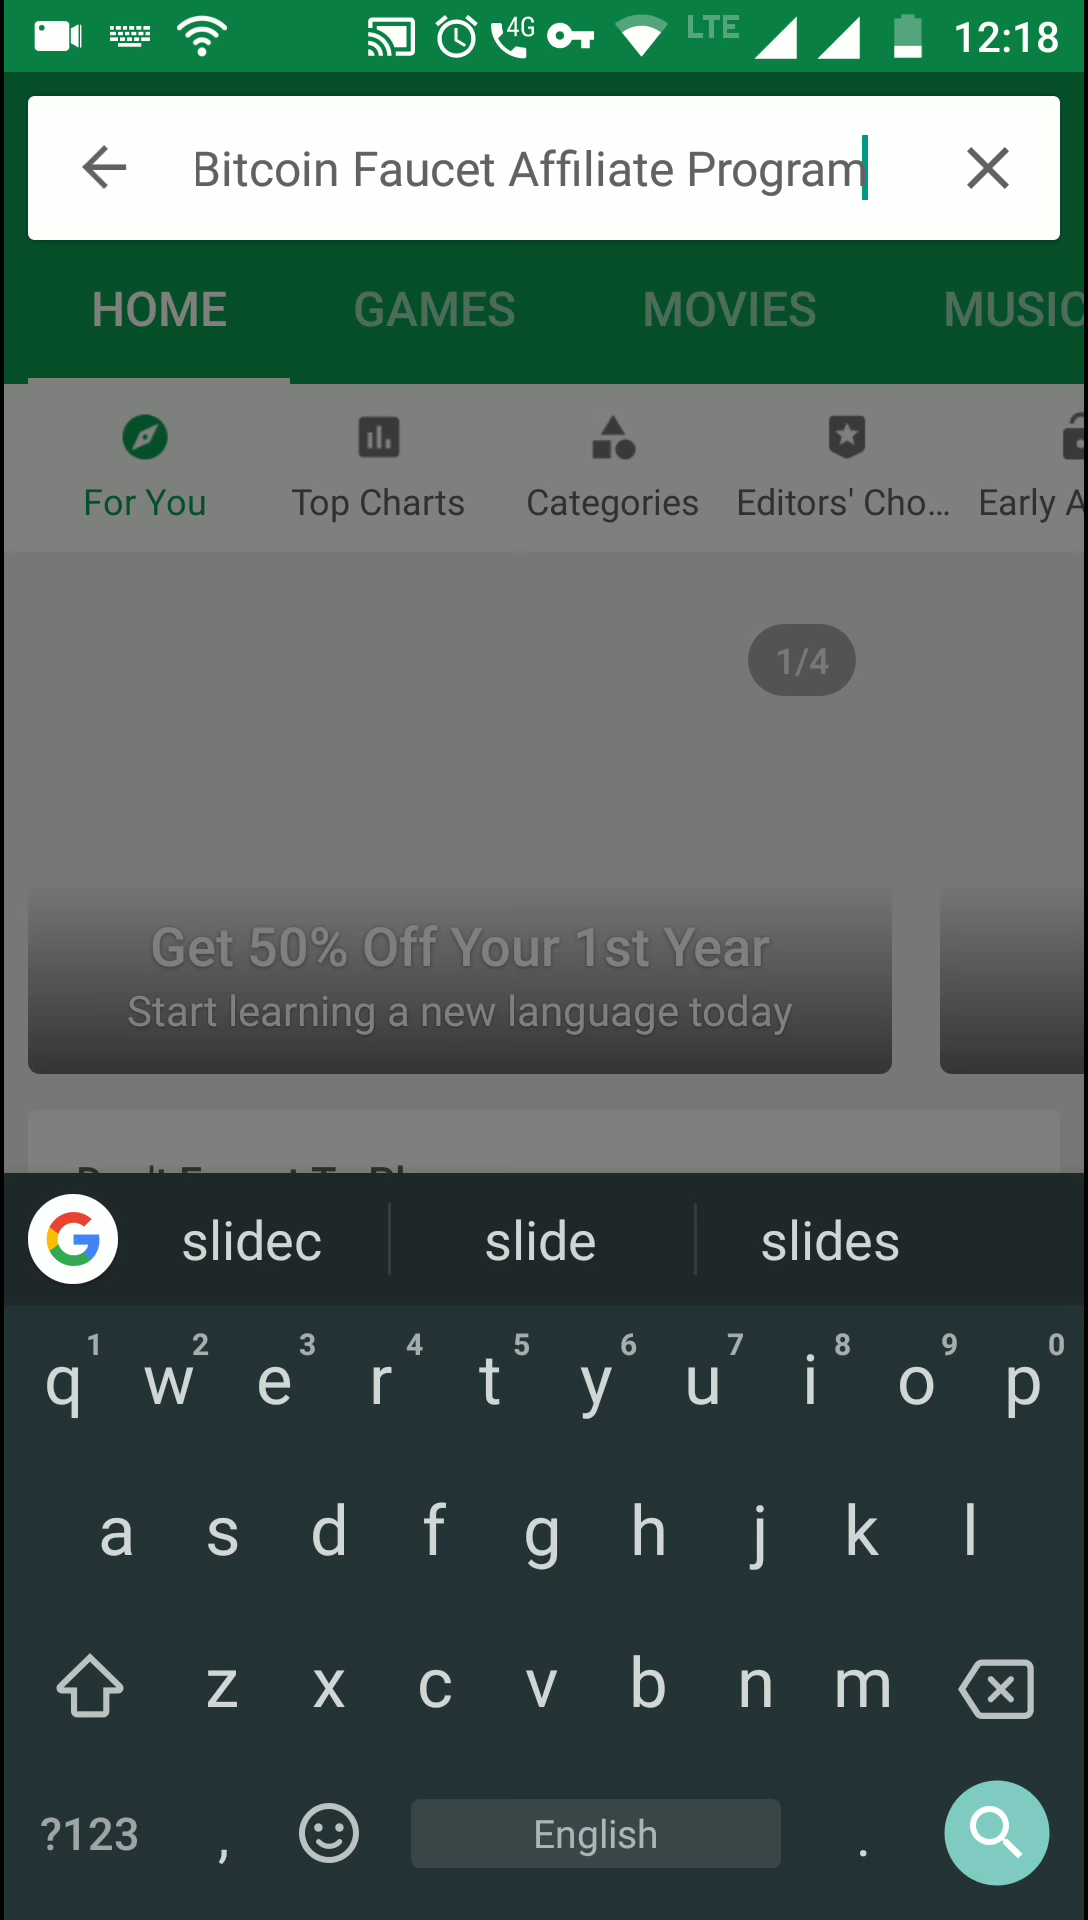 4G LTE 12:18
Bitcoin Faucet Affiliate Program
HOME GAMES MOVIES MUSIC
For You Top Charts Categories Editors' Cho... Early A
1/4
Get 50% Off Your 1st Year
Start learning a new language today
G slidec slide slides
1 2 3 4 5 6 7 8 9 0
q w e r t y u i o p
a s d f g h j k l
z x c v b n m
?123 , English .